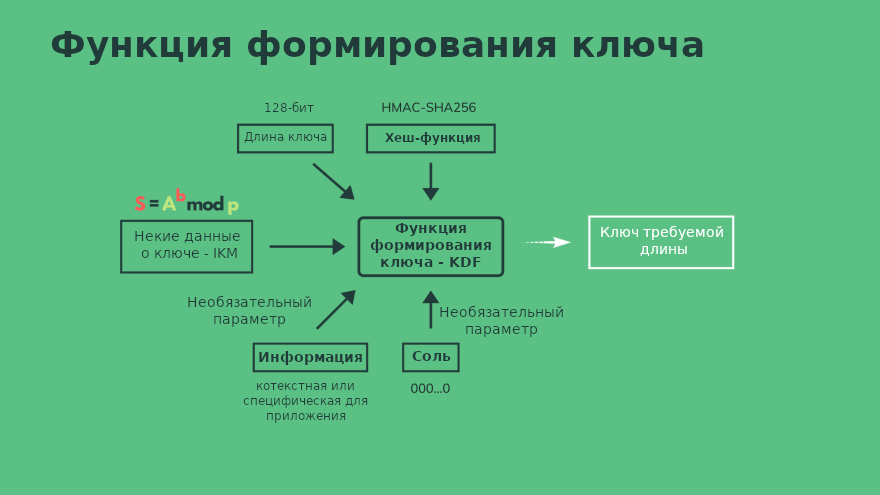 Функция формирования ключа
128-бит
HMAC-SHA256
Длина ключа
Хеш-функция
S = A^b mod p
Некие данные
о ключе - IKM
Функция
формирования
ключа - KDF
Ключ требуемой
длины
Необязательный
параметр
Необязательный
параметр
Информация
Соль
котекстная или
специфическая для
приложения
000...0